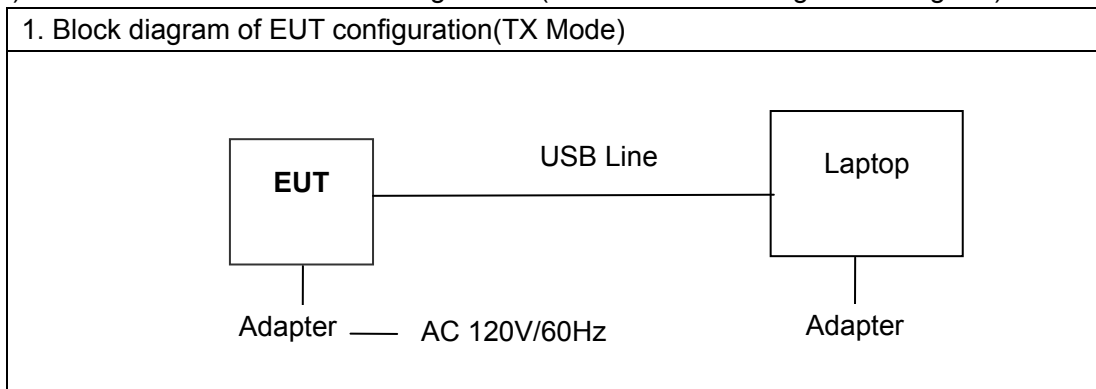 1. Block diagram of EUT configuration(TX Mode)
USB Line
Laptop
EUT
Adapter
AC 120V/60Hz
Adapter